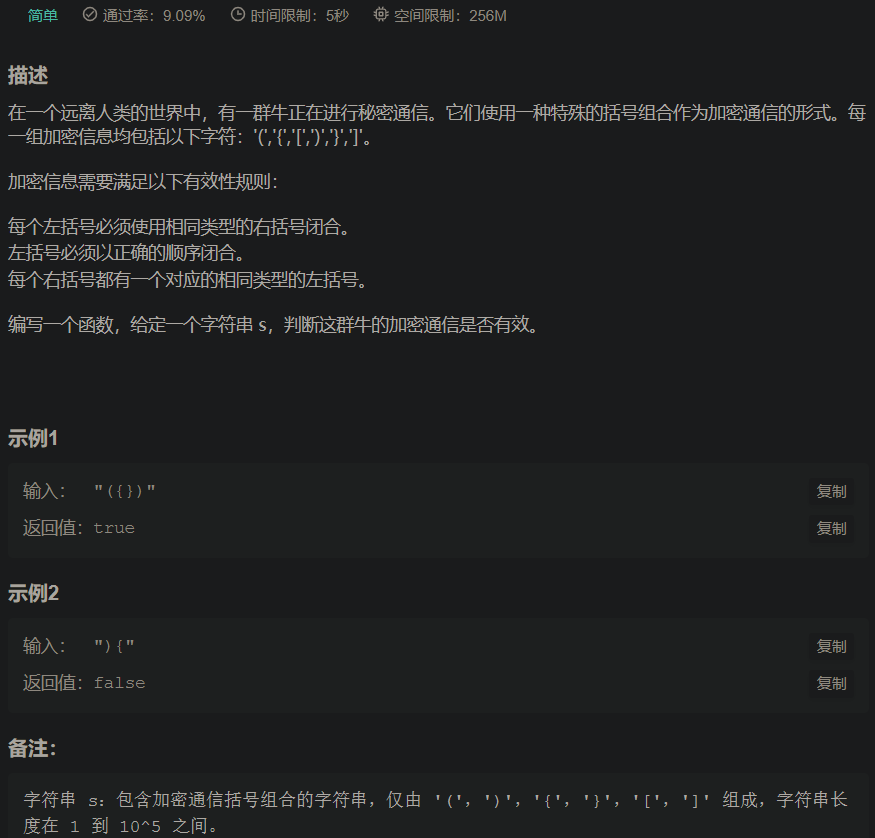 简单 通过率：9.09% 时间限制：5秒 空间限制：256M
描述
在一个远离人类的世界中，有一群牛正在进行秘密通信。它们使用一种特殊的括号组合作为加密通信的形式。每
一组加密信息均包括以下字符：'(','{','[',')','}',']'。
加密信息需要满足以下有效性规则：
每个左括号必须使用相同类型的右括号闭合。
左括号必须以正确的顺序闭合。
每个右括号都有一个对应的相同类型的左括号。
编写一个函数，给定一个字符串 s，判断这群牛的加密通信是否有效。
示例1
输入： "({})" 复制
返回值：true 复制
示例2
输入： "){" 复制
返回值：false 复制
备注：
字符串 s：包含加密通信括号组合的字符串，仅由 '(', ')', '{', '}', '[', ']' 组成，字符串长
度在 1 到 10^5 之间。